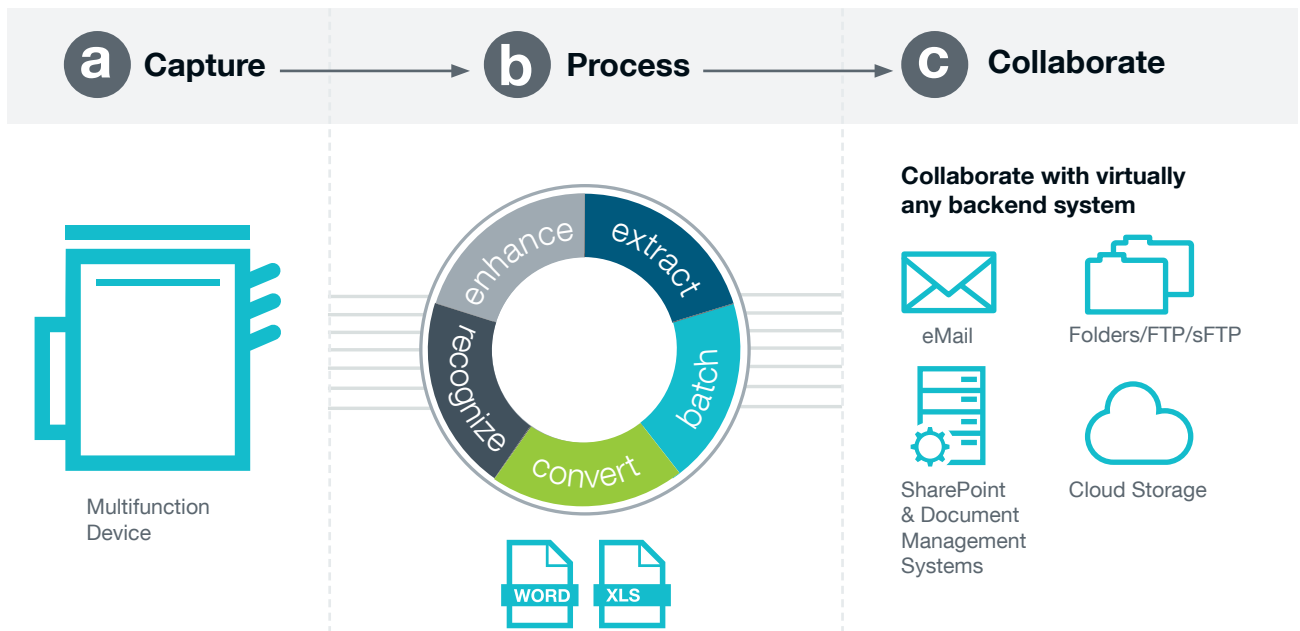 a Capture
b Process
c Collaborate
Multifunction
Device
enhance
extract
batch
convert
recognize
WORD
XLS
Collaborate with virtually
any backend system
eMail
Folders/FTP/sFTP
SharePoint
& Document
Management
Systems
Cloud Storage